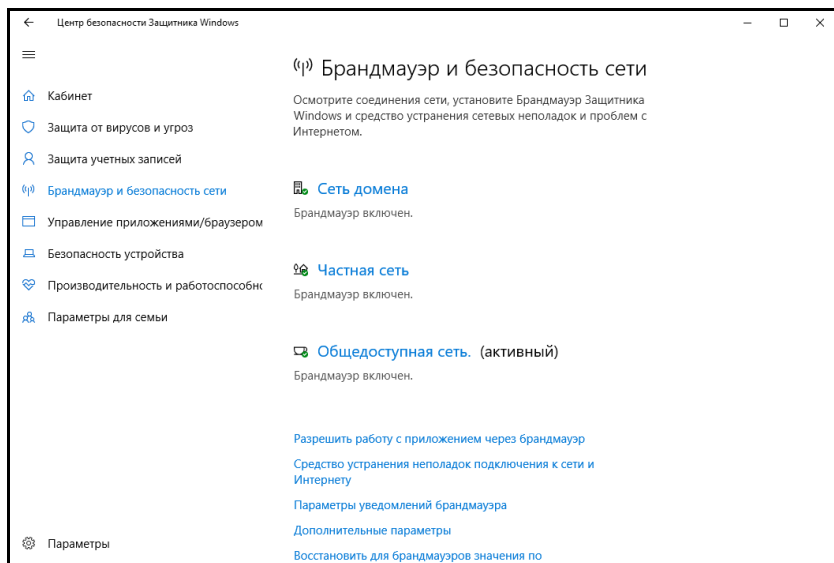 Центр безопасности Защитника Windows
Брандмауэр и безопасность сети
Осмотрите соединения сети, установите Брандмауэр Защитника
Windows и средство устранения сетевых неполадок и проблем с
Интернетом.
Кабинет
Защита от вирусов и угроз
Защита учетных записей
Брандмауэр и безопасность сети
Управление приложениями/браузером
Безопасность устройства
Производительность и работоспособно
Параметры для семьи
Параметры
Сеть домена
Брандмауэр включен.
Частная сеть
Брандмауэр включен.
Общедоступная сеть. (активный)
Брандмауэр включен.
Разрешить работу с приложением через брандмауэр
Средство устранения неполадок подключения к сети и
Интернету
Параметры уведомлений брандмауэра
Дополнительные параметры
Восстановить для брандмауэров значения по